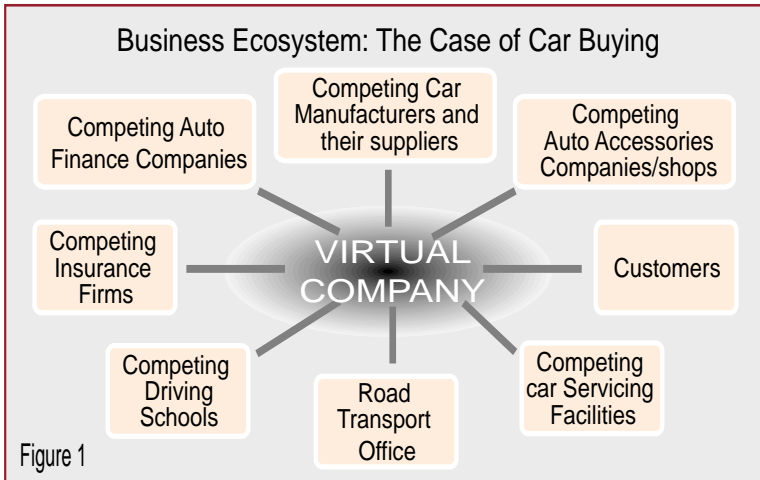 Business Ecosystem: The Case of Car Buying
Competing Auto
Finance Companies
Competing Car
Manufacturers and
their suppliers
Competing
Auto Accessories
Companies/shops
Competing
Insurance
Firms
VIRTUAL
COMPANY
Customers
Competing
Driving
Schools
Road
Transport
Office
Competing
car Servicing
Facilities
Figure 1